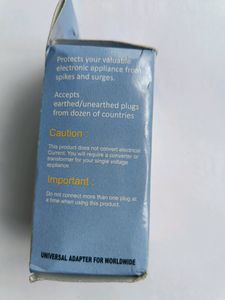 Protects your valuable
electronic appliance from
spikes and surges.
Accepts
earthed/unearthed plugs
from dozen of countries
Caution :
This product does not convert electrical
Current. You will require a converter or
transformer for your single voltage
appliance.
Important :
Do not connect more than one plug at
a time when using this product.
UNIVERSAL ADAPTER FOR WORLDWIDE